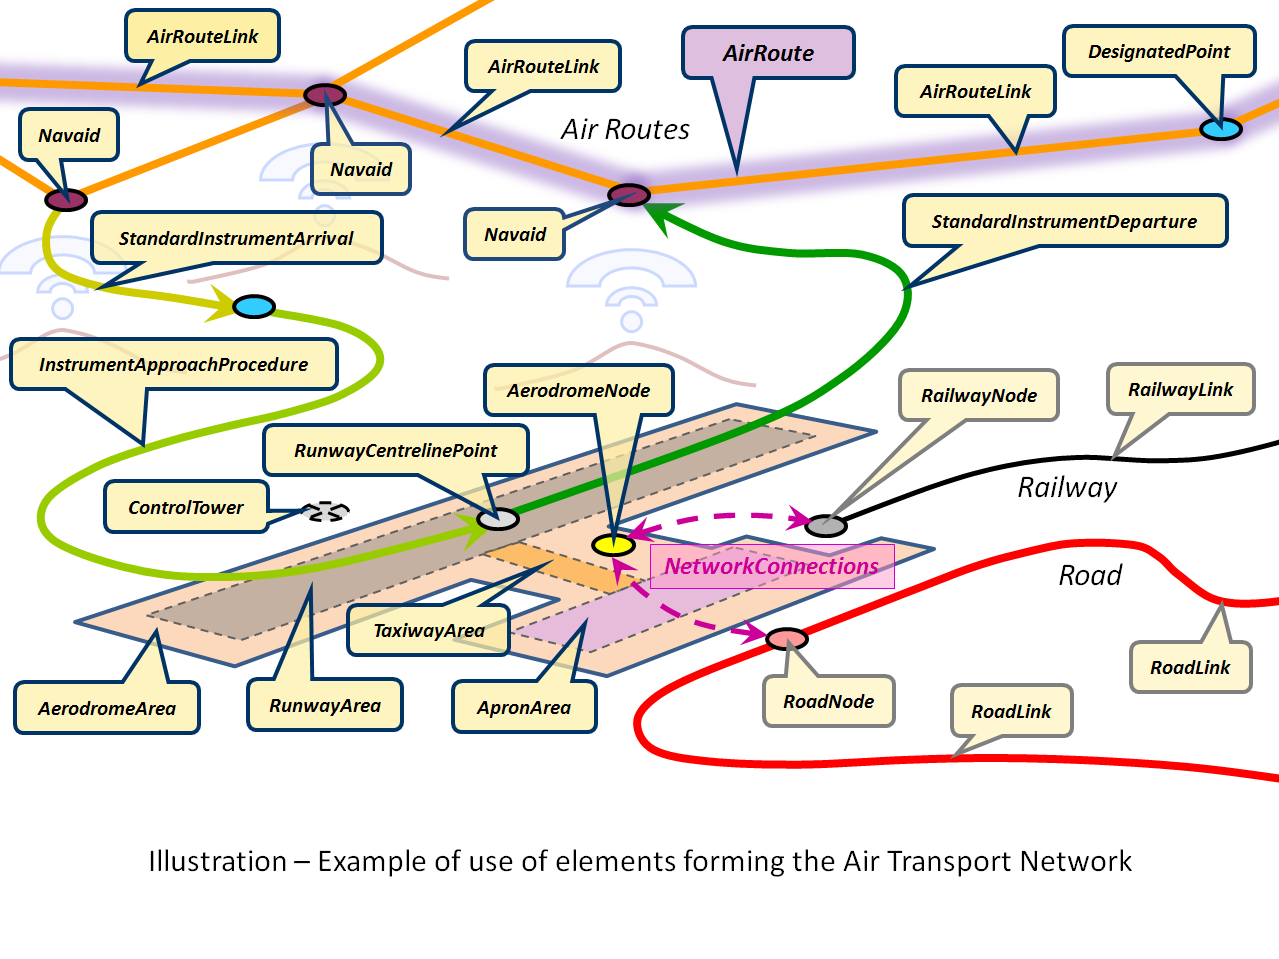 AirRouteLink
AirRouteLink
AirRoute
DesignatedPoint
AirRouteLink
Navaid
Air Routes
Navaid
Navaid
StandardInstrumentArrival
StandardInstrumentDeparture
InstrumentApproachProcedure
AerodromeNode
RailwayNode
RailwayLink
RunwayCentrelinePoint
Railway
ControlTower
NetworkConnections
Road
TaxiwayArea
RoadLink
AerodromeArea
RunwayArea
ApronArea
RoadNode
RoadLink
Illustration – Example of use of elements forming the Air Transport Network